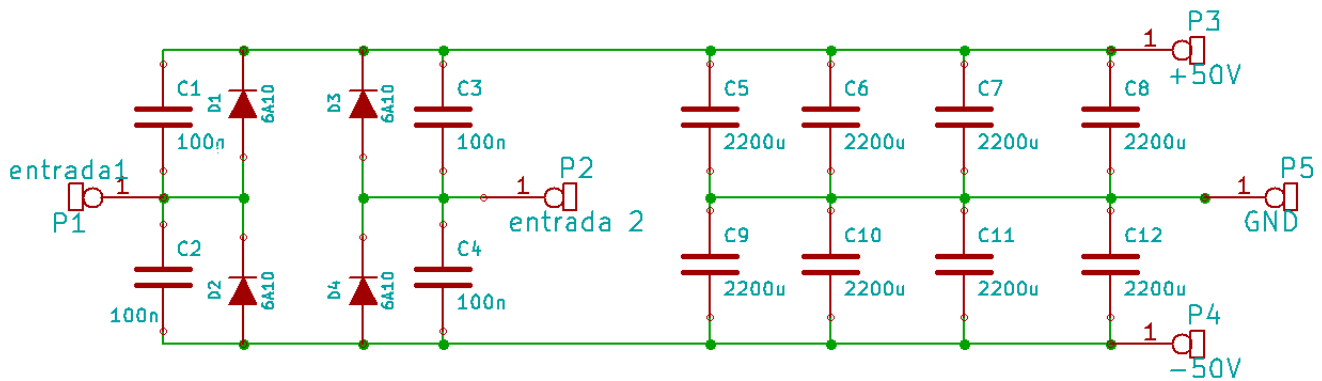 P3
1
+50V
C1
100n
D1
6A10
D3
6A10
C3
100n
C5
2200u
C6
2200u
C7
2200u
C8
2200u
entrada1
1
P1
P2
1
entrada 2
P5
1
GND
C2
100n
D2
6A10
D4
6A10
C4
100n
C9
2200u
C10
2200u
C11
2200u
C12
2200u
P4
1
-50V